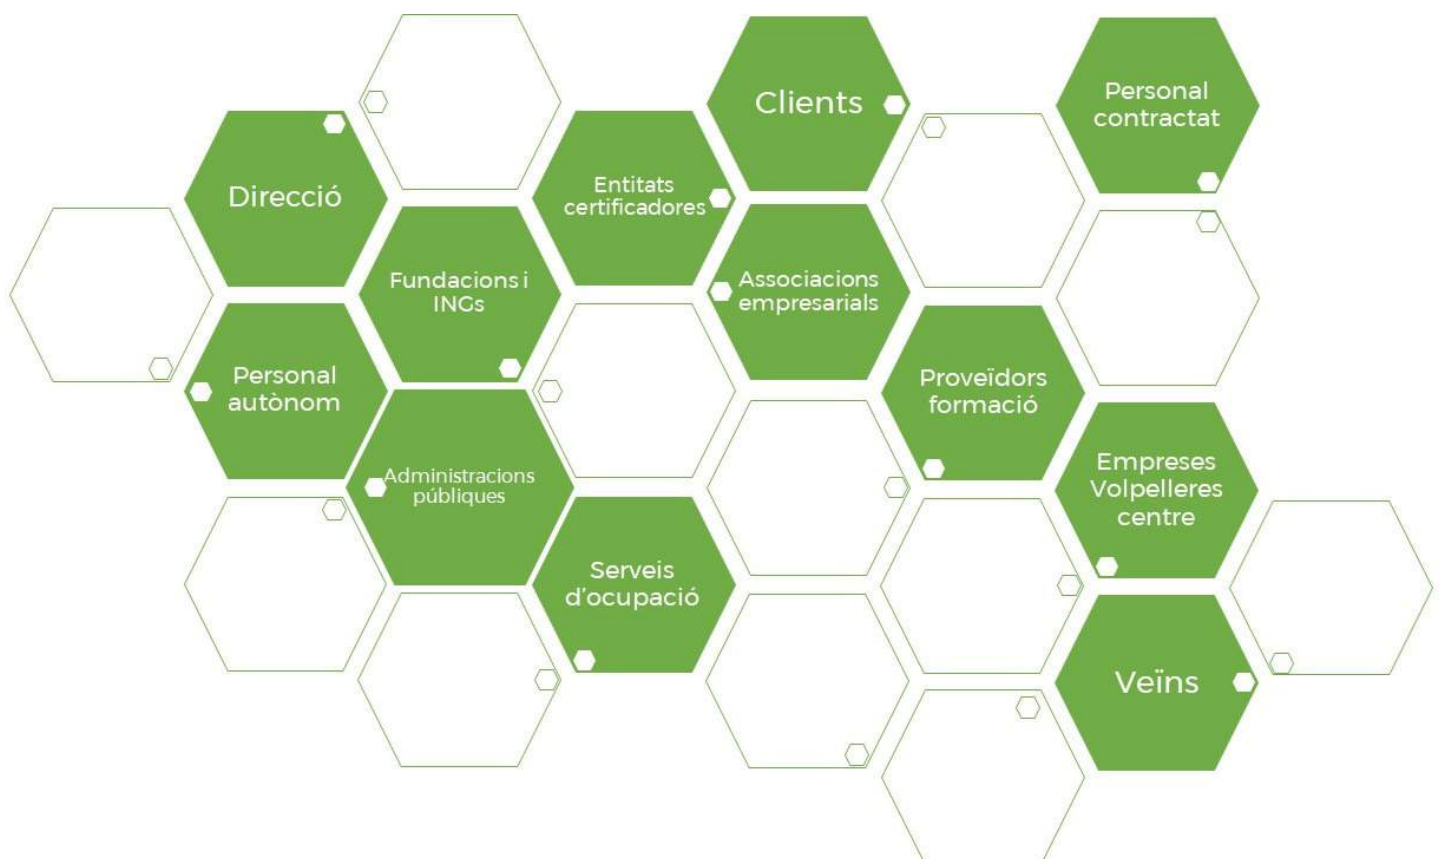 Clients
Personal
contractat
Direcció
Entitats
certificadores
Fundacions i
INGs
Associacions
empresarials
Personal
autònom
Proveïdors
formació
Administracions
públiques
Empreses
Volpelleres
centre
Serveis
d'ocupació
Veïns